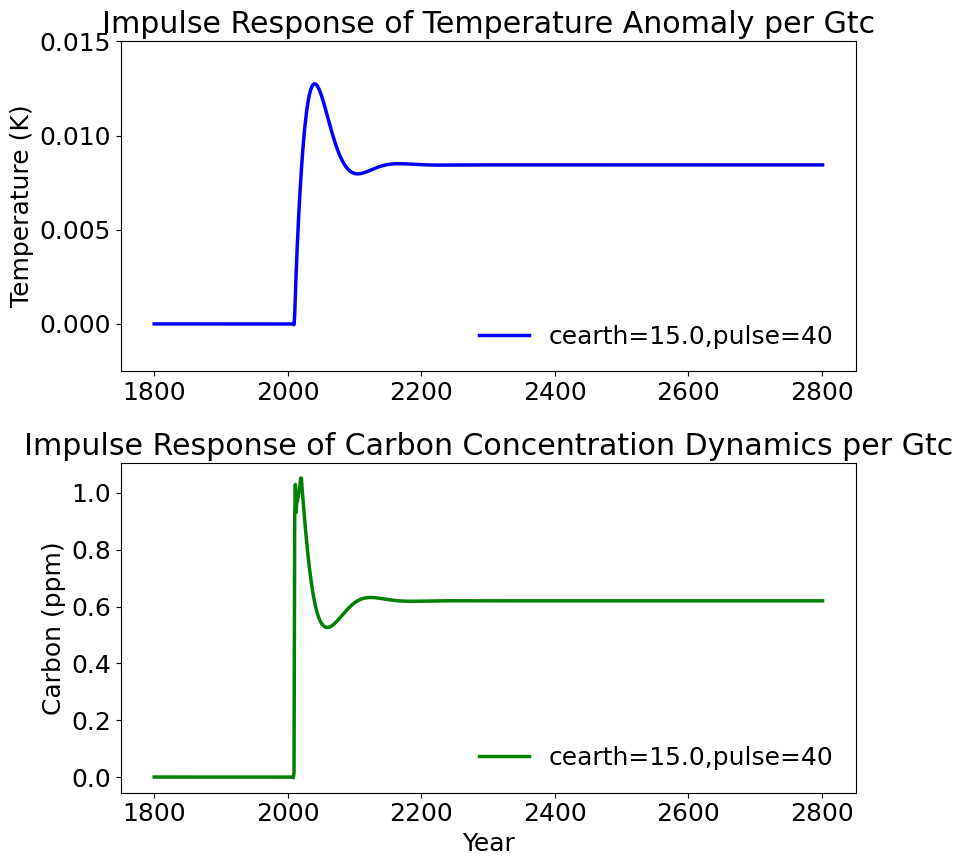 Impulse Response of Temperature Anomaly per Gtc
Temperature (K)
0.015
0.010
0.005
0.000
cearth=15.0,pulse=40
1800 2000 2200 2400 2600 2800
Impulse Response of Carbon Concentration Dynamics per Gtc
Carbon (ppm)
1.0
0.8
0.6
0.4
0.2
0.0
cearth=15.0,pulse=40
1800 2000 2200 2400 2600 2800
Year